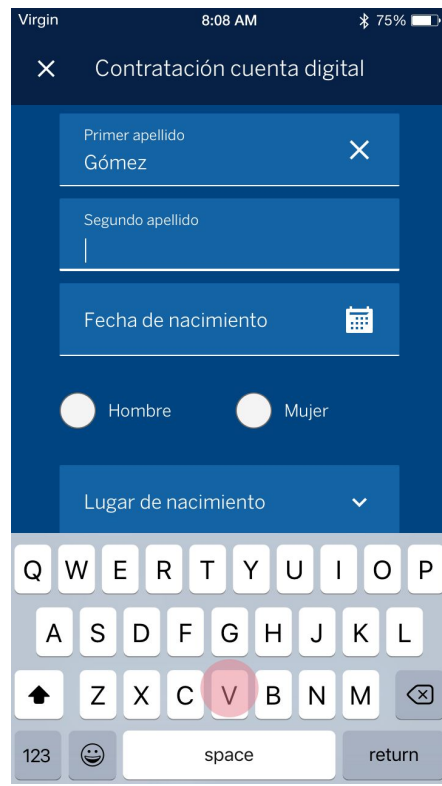 Virgin 8:08 AM 75%
Contratación cuenta digital
Primer apellido
Gómez
Segundo apellido
Fecha de nacimiento
Hombre Mujer
Lugar de nacimiento
Q W E R T Y U I O P
A S D F G H J K L
Z X C V B N M
123 space return